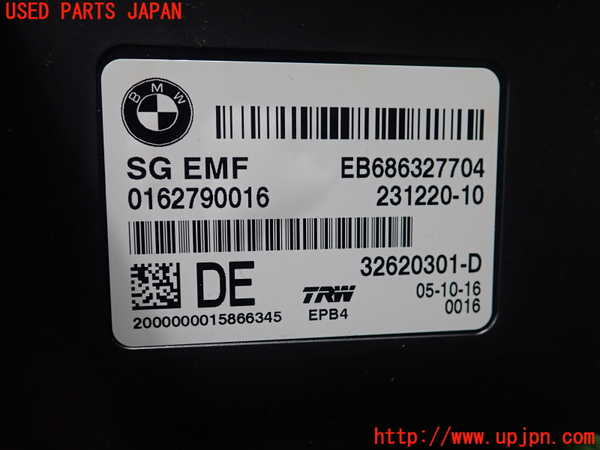 USED PARTS JAPAN
BMW
SG EMF EB686327704
0162790016 231220-10
32620301-D
DE TRW 05-10-16
EPB4 0016
2000000015866345
www.upjpn.com